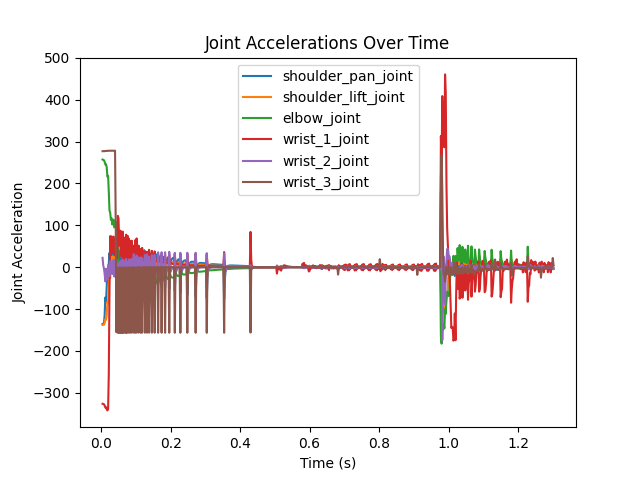 Joint Accelerations Over Time
Joint Acceleration
500
400
300
200
100
0
−100
−200
−300
shoulder_pan_joint
shoulder_lift_joint
elbow_joint
wrist_1_joint
wrist_2_joint
wrist_3_joint
0.0 0.2 0.4 0.6 0.8 1.0 1.2
Time (s)